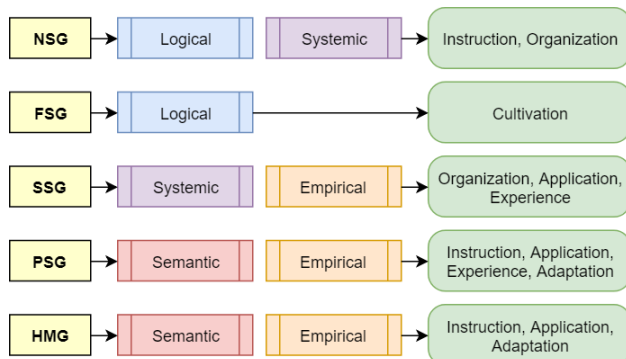 NSG
Logical
Systemic
Instruction, Organization
FSG
Logical
Cultivation
SSG
Systemic
Empirical
Organization, Application,
Experience
PSG
Semantic
Empirical
Instruction, Application,
Experience, Adaptation
HMG
Semantic
Empirical
Instruction, Application,
Adaptation